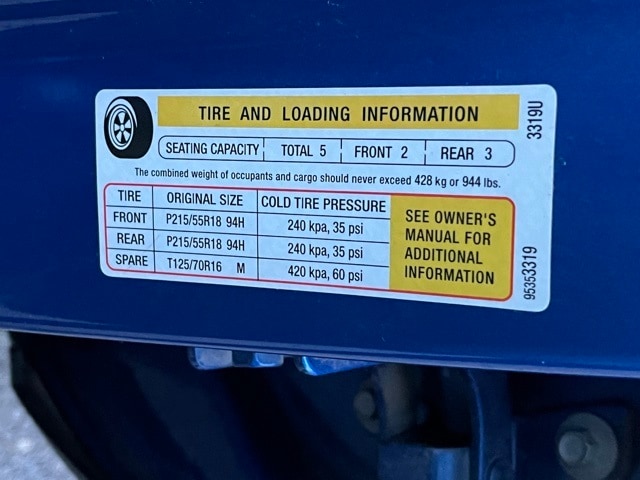 TIRE AND LOADING INFORMATION
SEATING CAPACITY TOTAL 5 FRONT 2 REAR 3
The combined weight of occupants and cargo should never exceed 428 kg or 944 lbs.
TIRE ORIGINAL SIZE COLD TIRE PRESSURE
FRONT P215/55R18 94H 240 kpa, 35 psi
REAR P215/55R18 94H 240 kpa, 35 psi
SPARE T125/70R16 M 420 kpa, 60 psi
SEE OWNER'S
MANUAL FOR
ADDITIONAL
INFORMATION
3319U
95353319